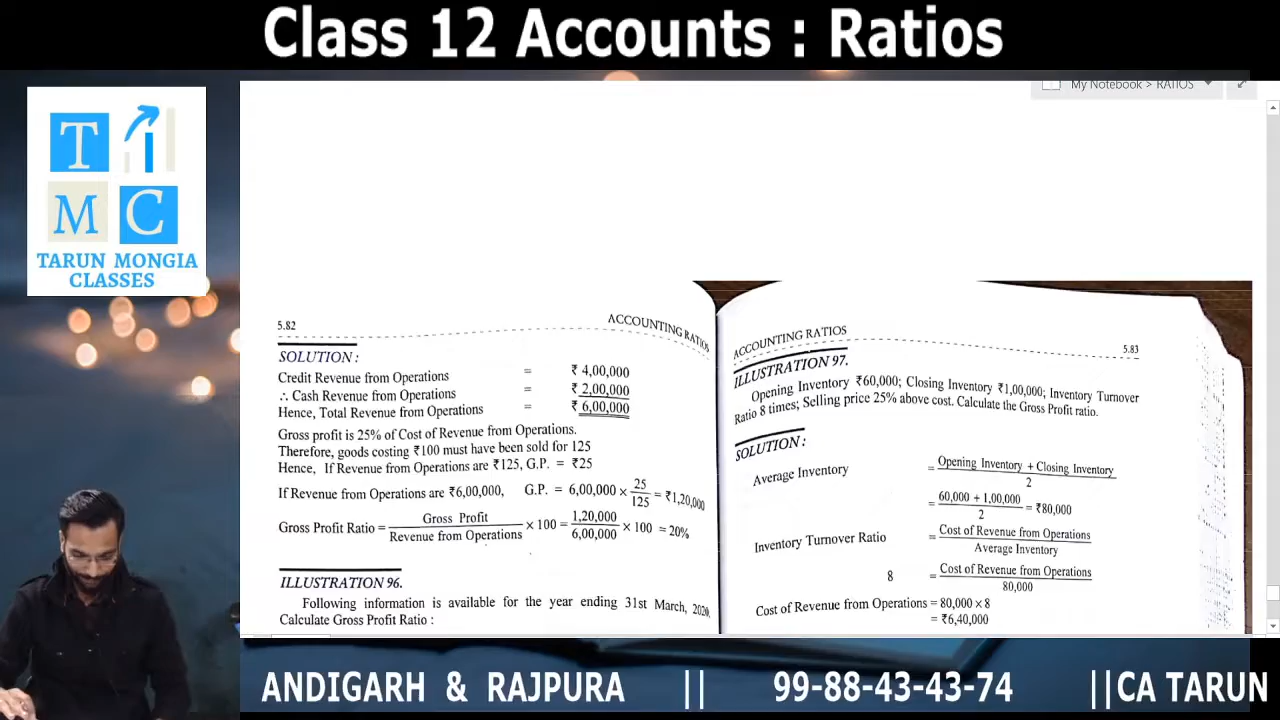 Class 12 Accounts : Ratios
My Notebook > RATIOS
T
M C
TARUN MONGIA
CLASSES
5.82
ACCOUNTING RATIOS
SOLUTION :
Credit Revenue from Operations = ₹ 4,00,000
∴ Cash Revenue from Operations = ₹ 2,00,000
Hence, Total Revenue from Operations = ₹ 6,00,000
Gross profit is 25% of Cost of Revenue from Operations.
Therefore, goods costing ₹100 must have been sold for 125
Hence, If Revenue from Operations are ₹125, G.P. = ₹25
If Revenue from Operations are ₹6,00,000, G.P. = 6,00,000 × 25/125 = ₹1,20,000
Gross Profit Ratio = Gross Profit/Revenue from Operations × 100 = 1,20,000/6,00,000 × 100 = 20%
ILLUSTRATION 96.
Following information is available for the year ending 31st March, 2020,
Calculate Gross Profit Ratio :
ACCOUNTING RATIOS
5.83
ILLUSTRATION 97.
Opening Inventory ₹60,000; Closing Inventory ₹1,00,000; Inventory Turnover
Ratio 8 times; Selling price 25% above cost. Calculate the Gross Profit ratio.
SOLUTION :
Average Inventory = Opening Inventory + Closing Inventory/2
= 60,000 + 1,00,000/2 = ₹80,000
Inventory Turnover Ratio = Cost of Revenue from Operations/Average Inventory
8 = Cost of Revenue from Operations/80,000
Cost of Revenue from Operations = 80,000 × 8
= ₹6,40,000
ANDIGARH & RAJPURA || 99-88-43-43-74 ||CA TARUN